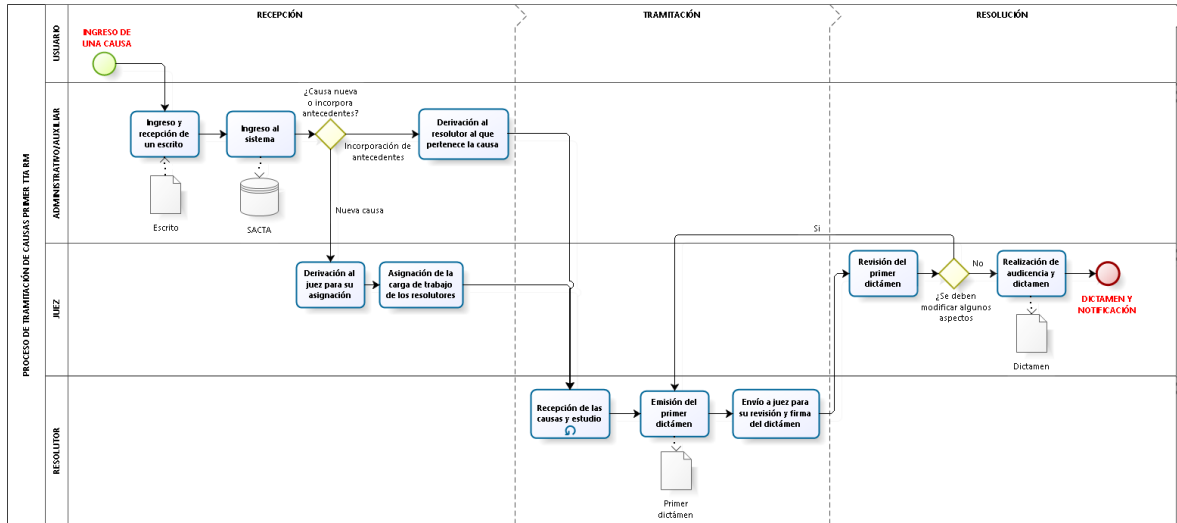 PROCESO DE TRAMITACIÓN DE CAUSAS PRIMER TTA RM
RECEPCIÓN
TRAMITACIÓN
RESOLUCIÓN
USUARIO
INGRESO DE
UNA CAUSA
ADMINISTRATIVO/AUXILIAR
Ingreso y
recepción de
un escrito
Escrito
Ingreso al
sistema
SACTA
¿Causa nueva
o incorpora
antecedentes?
Incorporación de
antecedentes
Nueva causa
Derivación al
resolutor al que
pertenece la causa
Si
JUEZ
Derivación al
juez para su
asignación
Asignación de la
carga de trabajo
de los resolutores
Revisión del
primer
dictámen
¿Se deben
modificar algunos
aspectos
No
Realización de
audicencia y
dictamen
Dictamen
DICTAMEN Y
NOTIFICACIÓN
RESOLUTOR
Recepción de las
causas y estudio
Emisión del
primer
dictámen
Primer
dictámen
Envío a juez para
su revisión y firma
del dictámen